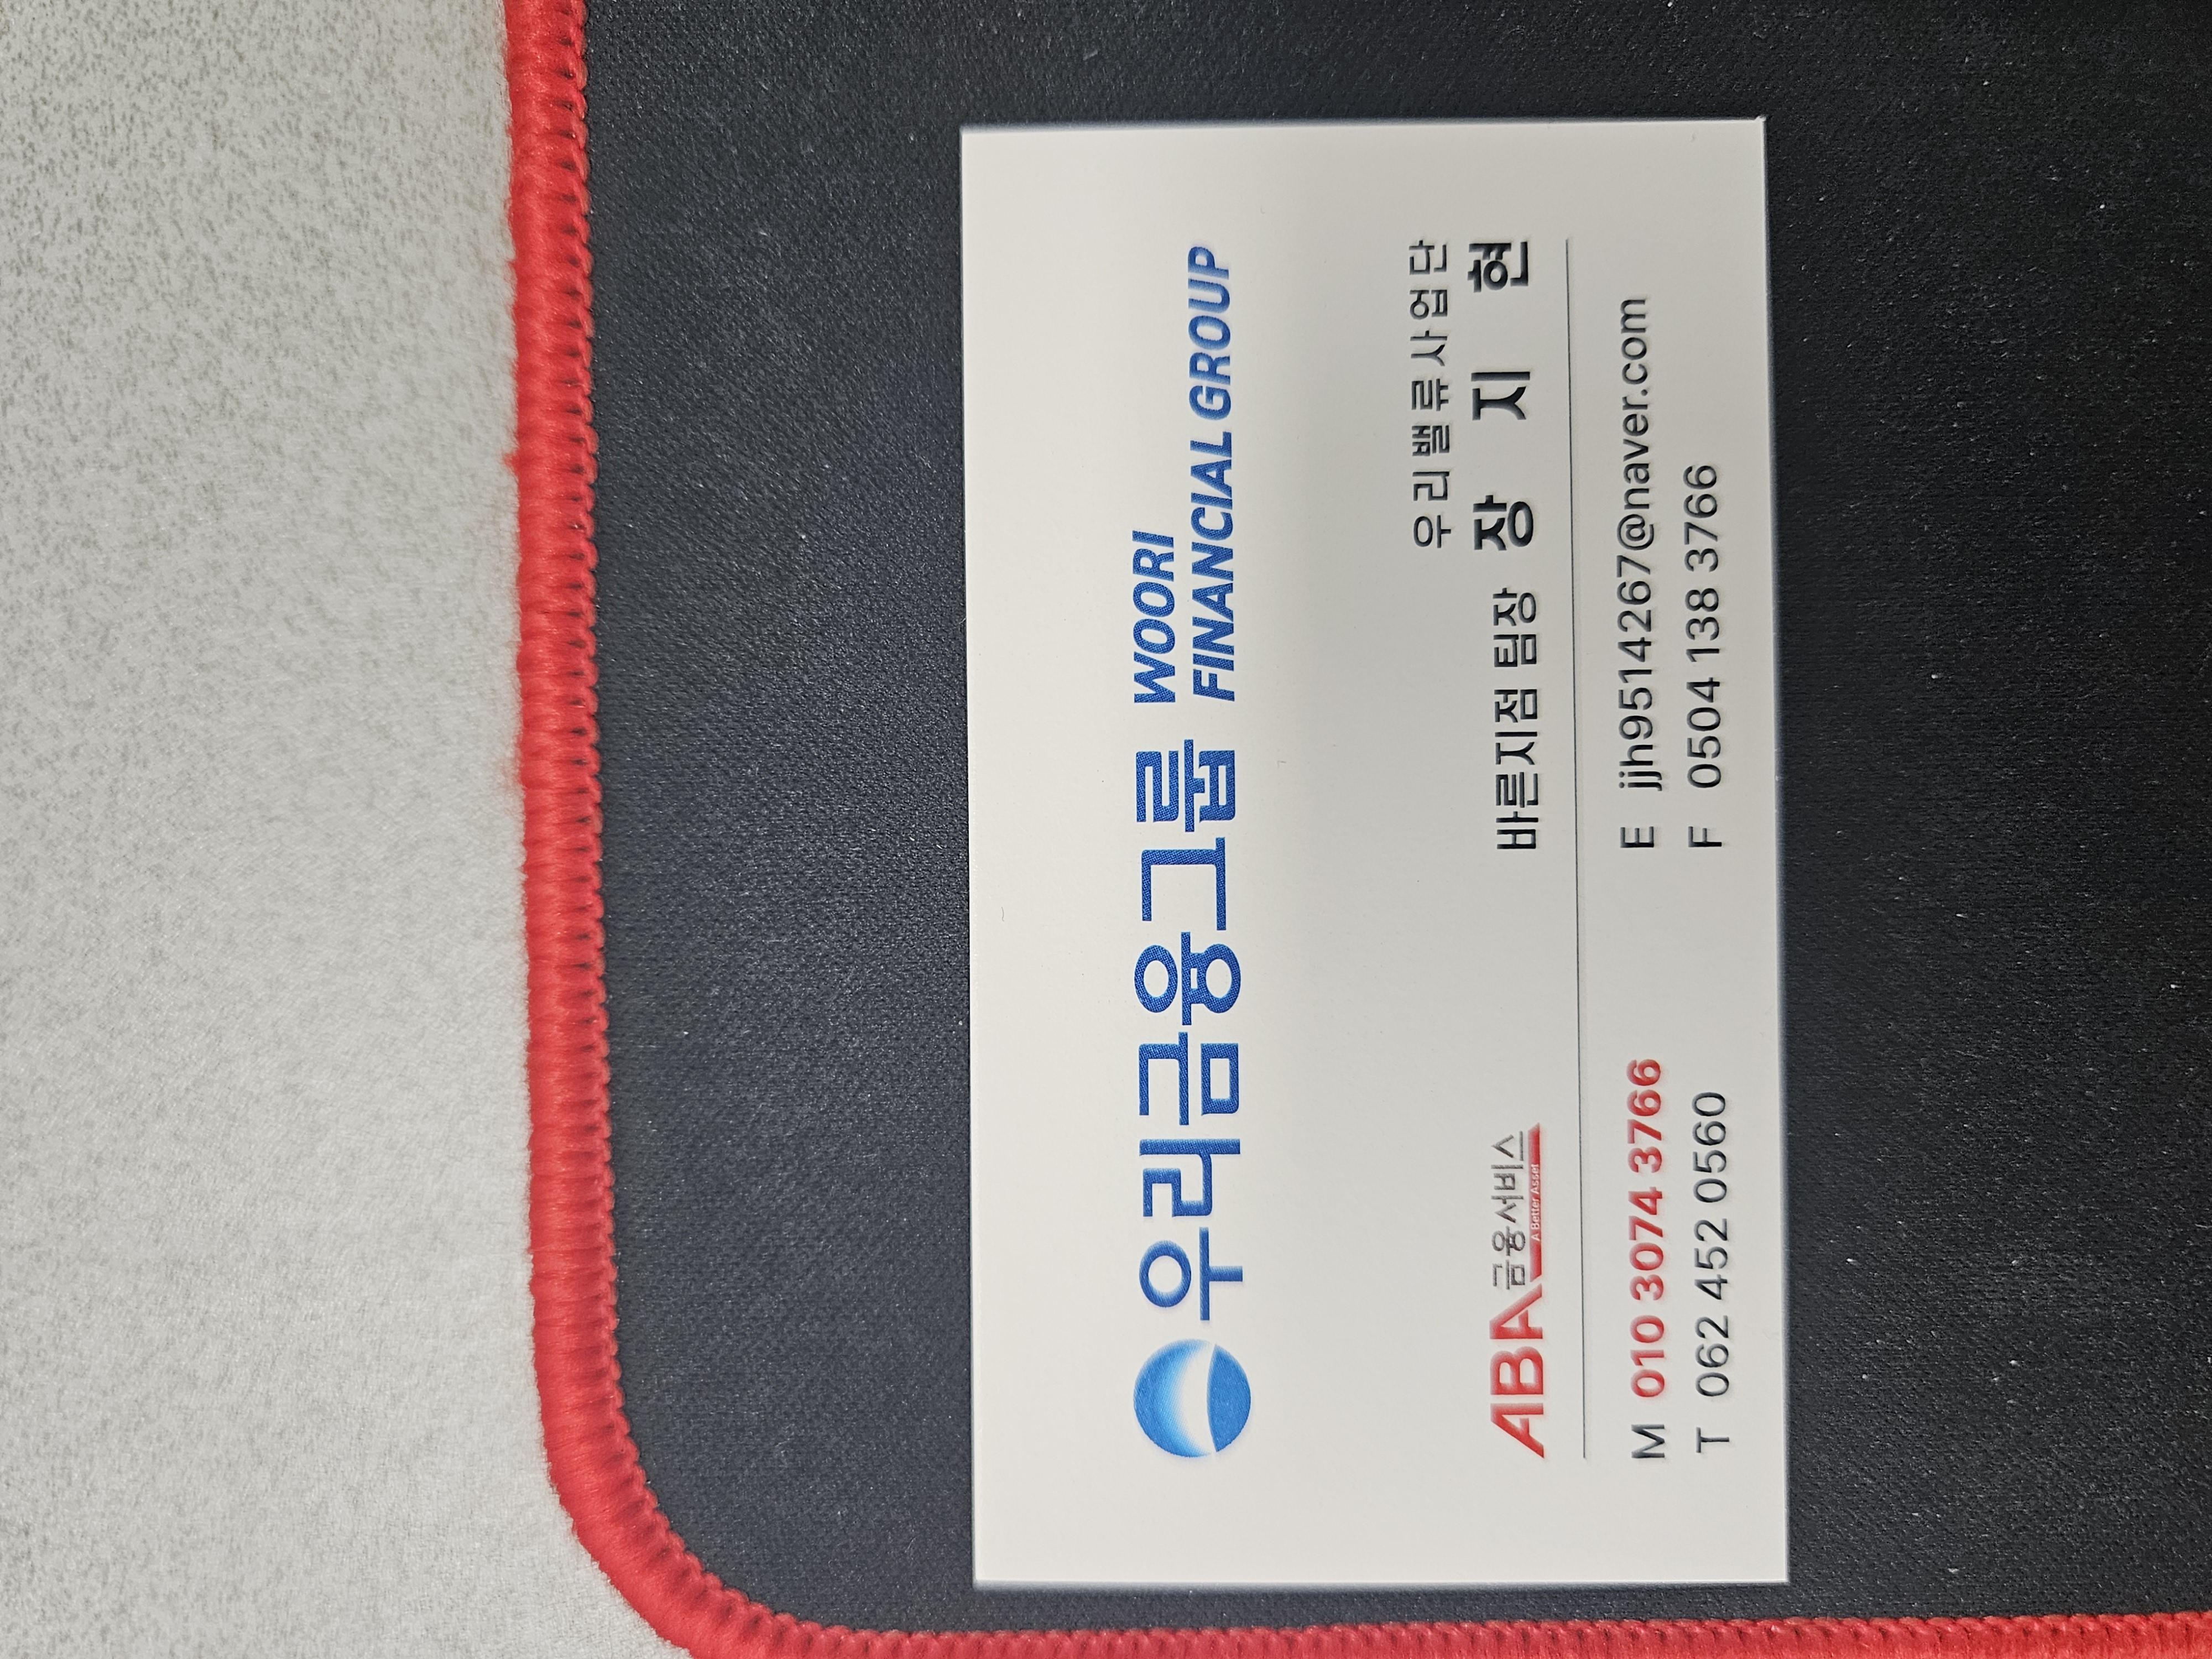 우리금융그룹 WOORI FINANCIAL GROUP
우리밸류사업단
ABA금융서비스
A Better Asset
바른지점 팀장 장 지 현
M 010 3074 3766
E jjh9514267@naver.com
T 062 452 0560
F 0504 138 3766